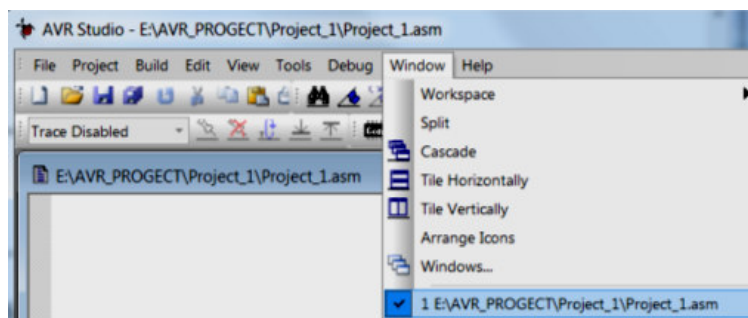 AVR Studio - E:\AVR_PROGECT\Project_1\Project_1.asm
File Project Build Edit View Tools Debug Window Help
Workspace
Split
Trace Disabled
Cascade
E:\AVR_PROGECT\Project_1\Project_1.asm
Tile Horizontally
Tile Vertically
Arrange Icons
Windows...
1 E:\AVR_PROGECT\Project_1\Project_1.asm